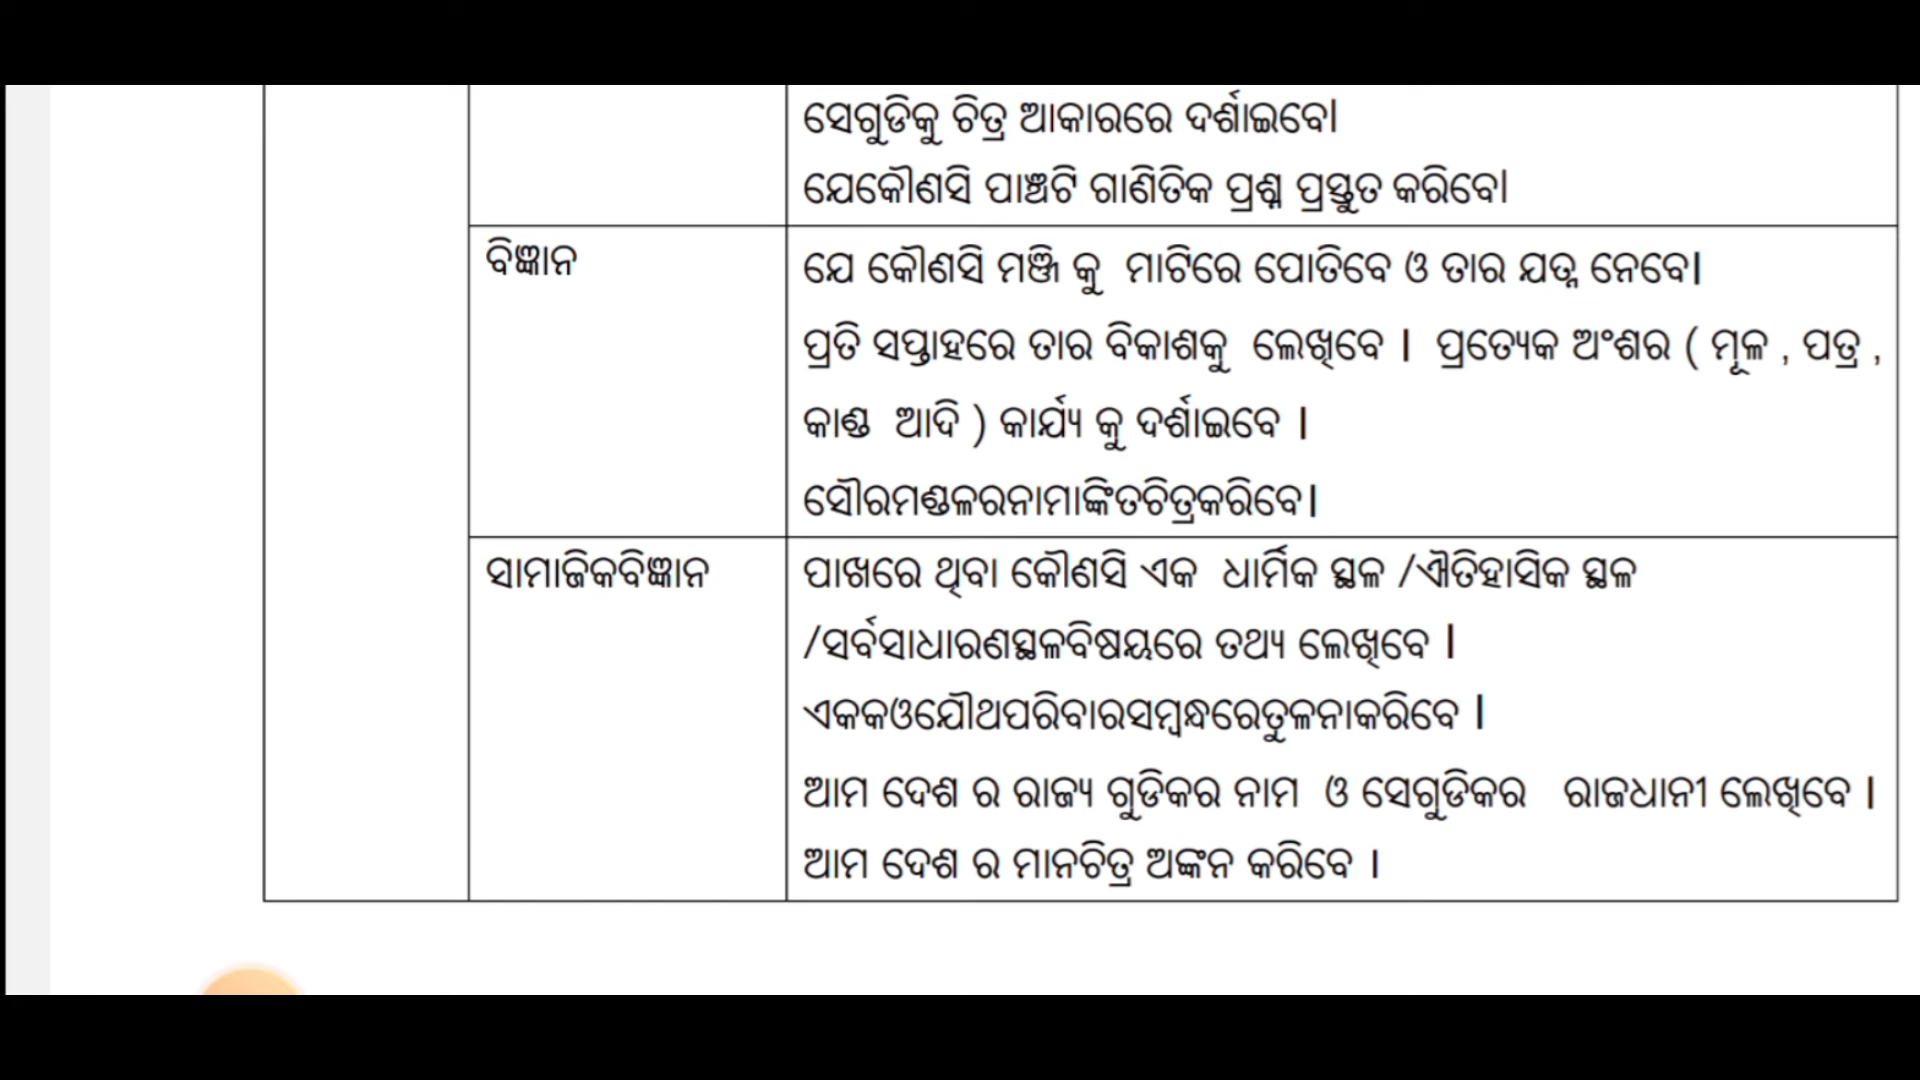 ସେଗୁଡିକୁ ଚିତ୍ର ଆକାରରେ ଦର୍ଶାଇବେ।
ଯେକୌଣସି ପାଞ୍ଚଟି ଗାଣିତିକ ପ୍ରଶ୍ନ ପ୍ରସ୍ତୁତ କରିବେ।
ବିଜ୍ଞାନ
ଯେ କୌଣସି ମଞ୍ଜି କୁ ମାଟିରେ ପୋତିବେ ଓ ତାର ଯତ୍ନ ନେବେ।
ପ୍ରତି ସପ୍ତାହରେ ତାର ବିକାଶକୁ ଲେଖିବେ । ପ୍ରତ୍ୟେକ ଅଂଶର ( ମୂଳ , ପତ୍ର ,
କାଣ୍ଡ ଆଦି ) କାର୍ଯ୍ୟ କୁ ଦର୍ଶାଇବେ ।
ସୌରମଣ୍ଡଳରନାମାଙ୍କିତଚିତ୍ରକରିବେ।
ସାମାଜିକବିଜ୍ଞାନ
ପାଖରେ ଥିବା କୌଣସି ଏକ ଧାର୍ମିକ ସ୍ଥଳ /ଐତିହାସିକ ସ୍ଥଳ
/ସର୍ବସାଧାରଣସ୍ଥଳବିଷୟରେ ତଥ୍ୟ ଲେଖିବେ ।
ଏକକଓଯୌଥପରିବାରସମ୍ବନ୍ଧରେତୁଳନାକରିବେ ।
ଆମ ଦେଶ ର ରାଜ୍ୟ ଗୁଡିକର ନାମ ଓ ସେଗୁଡିକର ରାଜଧାନୀ ଲେଖିବେ ।
ଆମ ଦେଶ ର ମାନଚିତ୍ର ଅଙ୍କନ କରିବେ ।